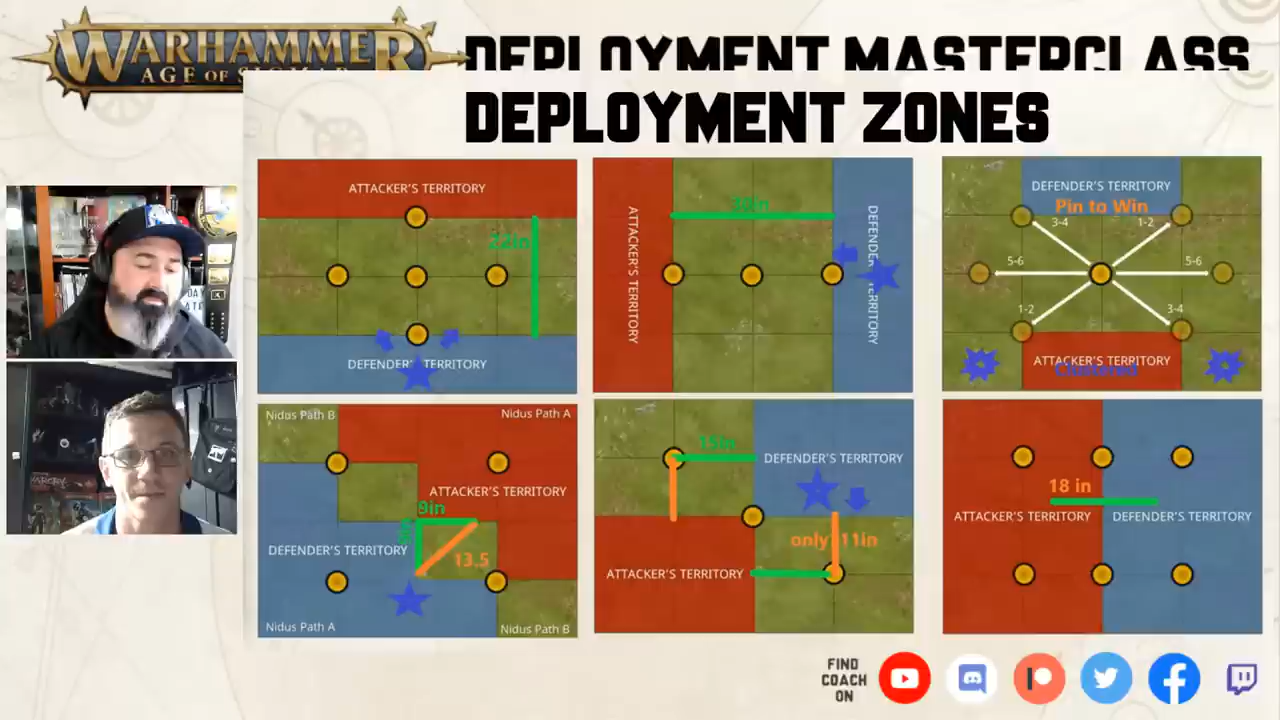 WARHAMMER
AGE OF SIGMAR
DEPLOYMENT MASTERCLASS
DEPLOYMENT ZONES
ATTACKER'S TERRITORY
22in
DEFENDER'S TERRITORY
ATTACKER'S TERRITORY
30in
DEFENDER'S TERRITORY
DEFENDER'S TERRITORY
Pin to Win
3-4
1-2
5-6
5-6
1-2
3-4
ATTACKER'S TERRITORY
Clustered
Nidus Path B
Nidus Path A
ATTACKER'S TERRITORY
9in
DEFENDER'S TERRITORY
13.5
Nidus Path A
Nidus Path B
15in
DEFENDER'S TERRITORY
only 11in
ATTACKER'S TERRITORY
18 in
ATTACKER'S TERRITORY
DEFENDER'S TERRITORY
FIND
COACH
ON